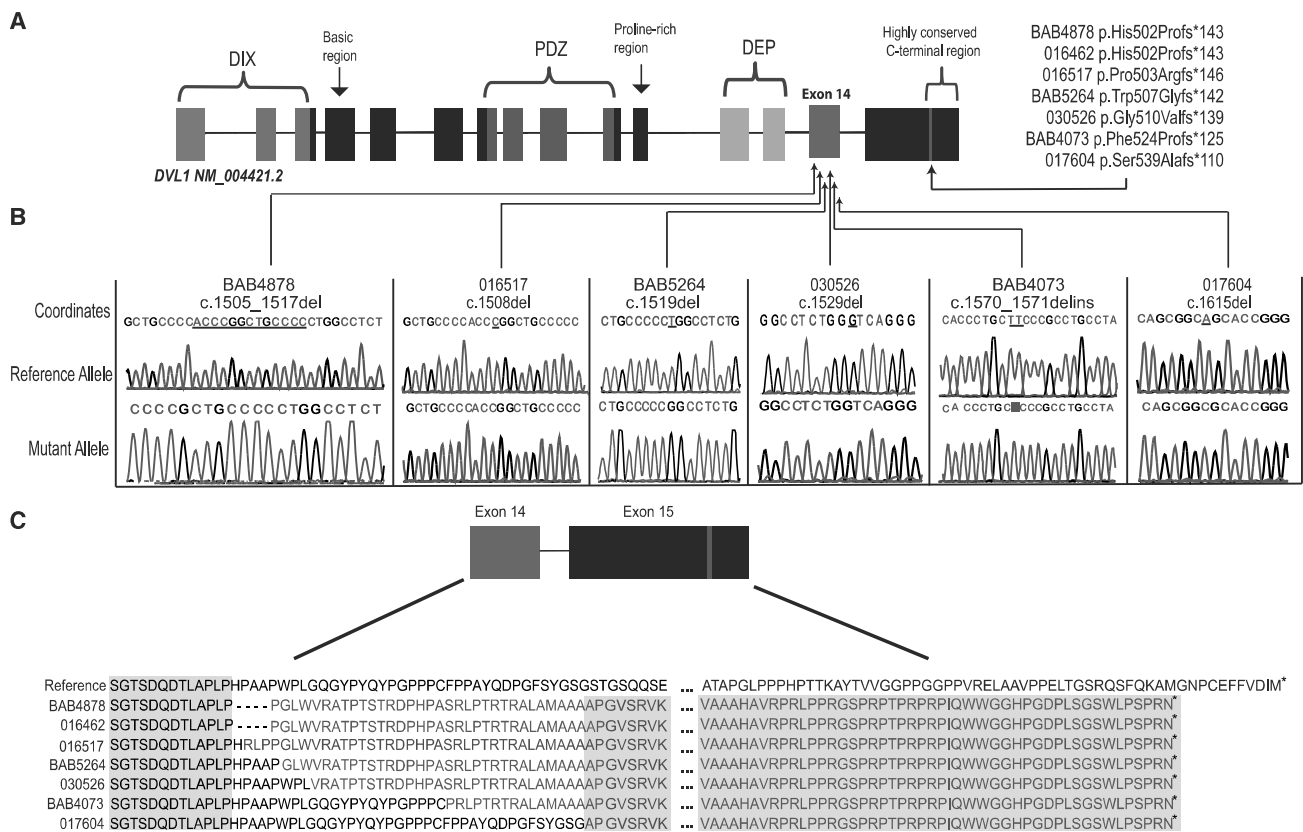 A
DIX
Basic
region
PDZ
Proline-rich
region
DEP
Exon 14
Highly conserved
C-terminal region
DVL1 NM_004421.2
BAB4878 p.His502Profs*143
016462 p.His502Profs*143
016517 p.Pro503Argfs*146
BAB5264 p.Trp507Glyfs*142
030526 p.Gly510Valfs*139
BAB4073 p.Phe524Profs*125
017604 p.Ser539Alafs*110
B
Coordinates
Reference Allele
Mutant Allele
BAB4878
c.1505_1517del
GCTGCCCCACCCGGCTGCCCCCTGGCCTCT
CCCCGCTGCCCCCTGGCCTCT
016517
c.1508del
GCTGCCCCACCCGGCTGCCCCC
GCTGCCCCACCGGCTGCCCCC
BAB5264
c.1519del
CTGCCCCCTGGCCTCTG
CTGCCCCCGGCCTCTG
030526
c.1529del
GGCCTCTGGGTCAGGG
GGCCTCTGGTCAGGG
BAB4073
c.1570_1571delins
CACCCTGCTTCCCGCCTGCCTA
CACCCTGC CCCGCCTGCCTA
017604
c.1615del
CAGCGGCAGCACCGGG
CAGCGGCGCACCGGG
C
Exon 14
Exon 15
Reference SGTSDQDTLAPLPHPAAPWPLGQGYPYQYPGPPPCFPPAYQDPGFSYGSGSTGSQQSE ... ATAPGLPPPHPTTKAYTVVGGPPGGPPVRELAAVPPELTGSRQSFQKAMGNPCEFFVDIM*
BAB4878 SGTSDQDTLAPLP----PGLWVRATPTSTRDPHPASRLPTRTRALAMAAAAPGVSRVK ... VAAAHAVRPRLPPRGSPRPTPRPRPIQWWGGHPGDPLSGSWLPSPRN*
016462 SGTSDQDTLAPLP----PGLWVRATPTSTRDPHPASRLPTRTRALAMAAAAPGVSRVK ... VAAAHAVRPRLPPRGSPRPTPRPRPIQWWGGHPGDPLSGSWLPSPRN*
016517 SGTSDQDTLAPLPHRLPPGLWVRATPTSTRDPHPASRLPTRTRALAMAAAAPGVSRVK ... VAAAHAVRPRLPPRGSPRPTPRPRPIQWWGGHPGDPLSGSWLPSPRN*
BAB5264 SGTSDQDTLAPLPHPAAPGLWVRATPTSTRDPHPASRLPTRTRALAMAAAAPGVSRVK ... VAAAHAVRPRLPPRGSPRPTPRPRPIQWWGGHPGDPLSGSWLPSPRN*
030526 SGTSDQDTLAPLPHPAAPWPLVRATPTSTRDPHPASRLPTRTRALAMAAAAPGVSRVK ... VAAAHAVRPRLPPRGSPRPTPRPRPIQWWGGHPGDPLSGSWLPSPRN*
BAB4073 SGTSDQDTLAPLPHPAAPWPLGQGYPYQYPGPPPCPRLPTRTRALAMAAAAPGVSRVK ... VAAAHAVRPRLPPRGSPRPTPRPRPIQWWGGHPGDPLSGSWLPSPRN*
017604 SGTSDQDTLAPLPHPAAPWPLGQGYPYQYPGPPPCFPPAYQDPGFSYGSGAPGVSRVK ... VAAAHAVRPRLPPRGSPRPTPRPRPIQWWGGHPGDPLSGSWLPSPRN*